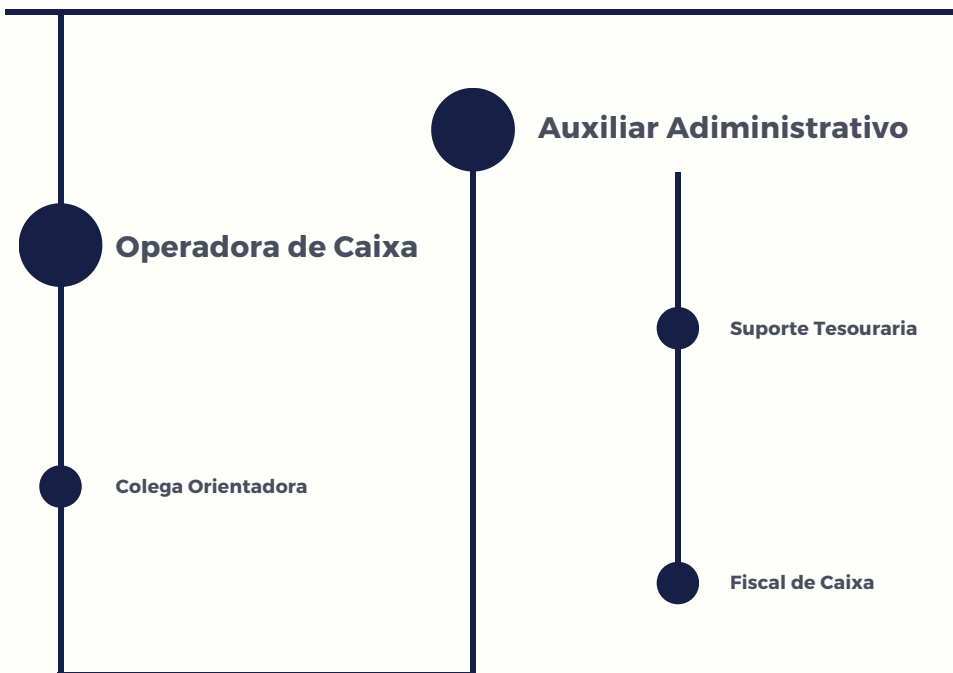 Auxiliar Adiministrativo
Operadora de Caixa
Suporte Tesouraria
Colega Orientadora
Fiscal de Caixa